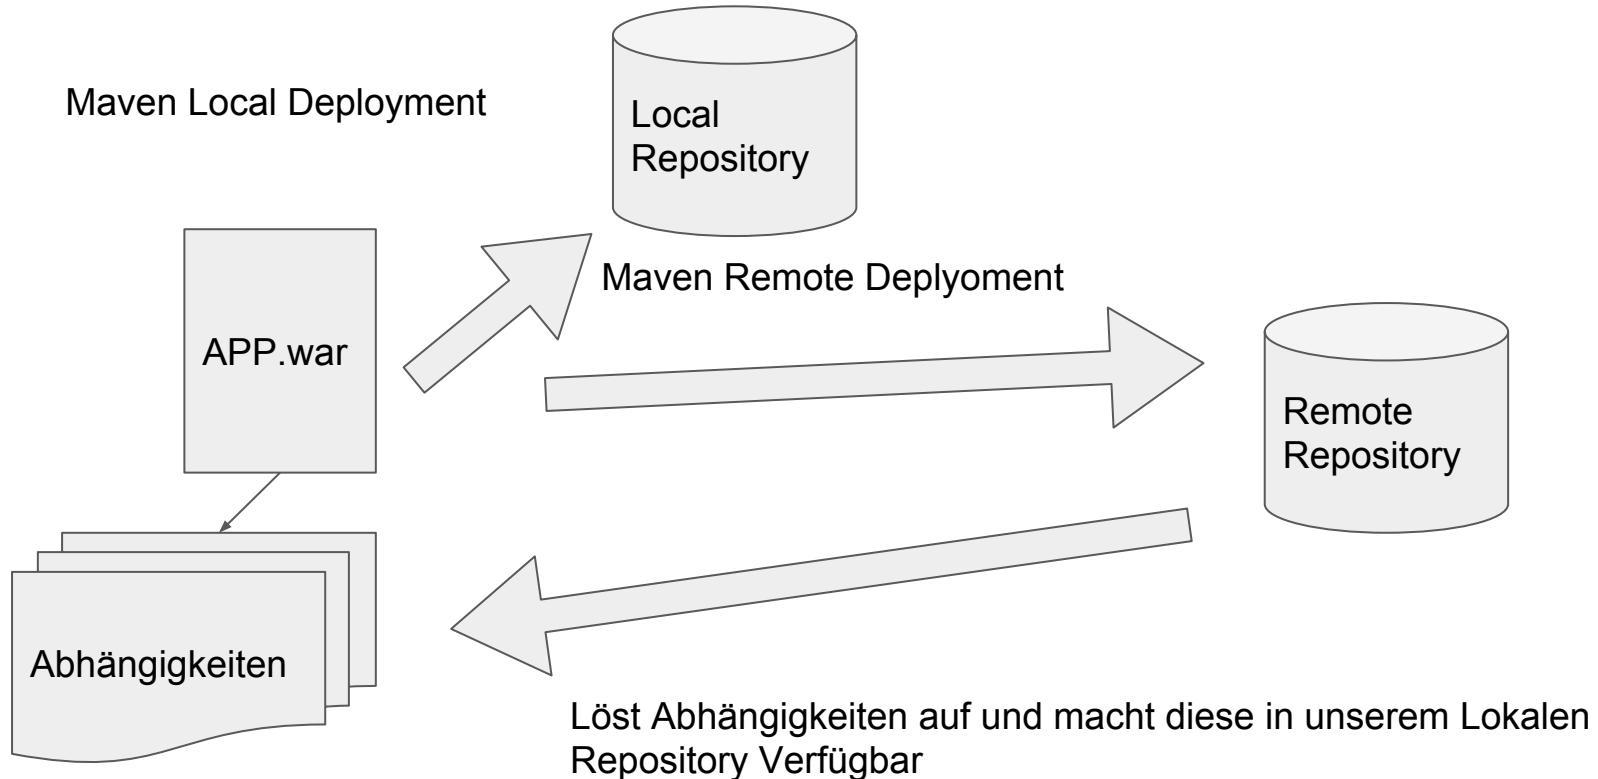 Maven Local Deployment
Local
Repository
Maven Remote Deplyoment
APP.war
Remote
Repository
Abhängigkeiten
Löst Abhängigkeiten auf und macht diese in unserem Lokalen
Repository Verfügbar